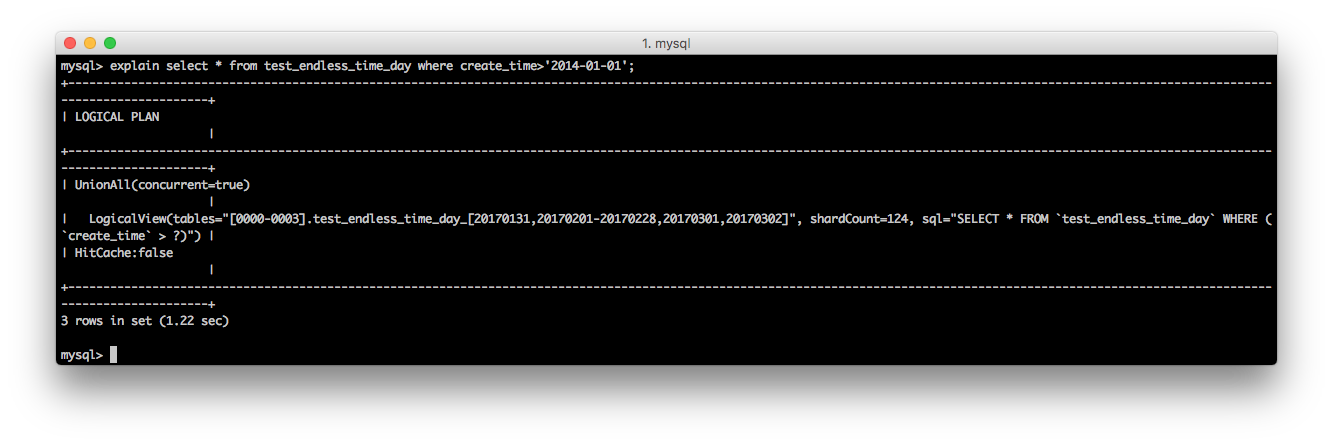 1. mysql
mysql> explain select * from test_endless_time_day where create_time>'2014-01-01';
+--------------------------------------------------------------------------------------------------------------------------------------------------------------------------
---------------------+
| LOGICAL PLAN
                     |
+--------------------------------------------------------------------------------------------------------------------------------------------------------------------------
---------------------+
| UnionAll(concurrent=true)
                     |
|   LogicalView(tables="[0000-0003].test_endless_time_day_[20170131,20170201-20170228,20170301,20170302]", shardCount=124, sql="SELECT * FROM `test_endless_time_day` WHERE (
`create_time` > ?)") |
| HitCache:false
                     |
+--------------------------------------------------------------------------------------------------------------------------------------------------------------------------
---------------------+
3 rows in set (1.22 sec)
mysql>